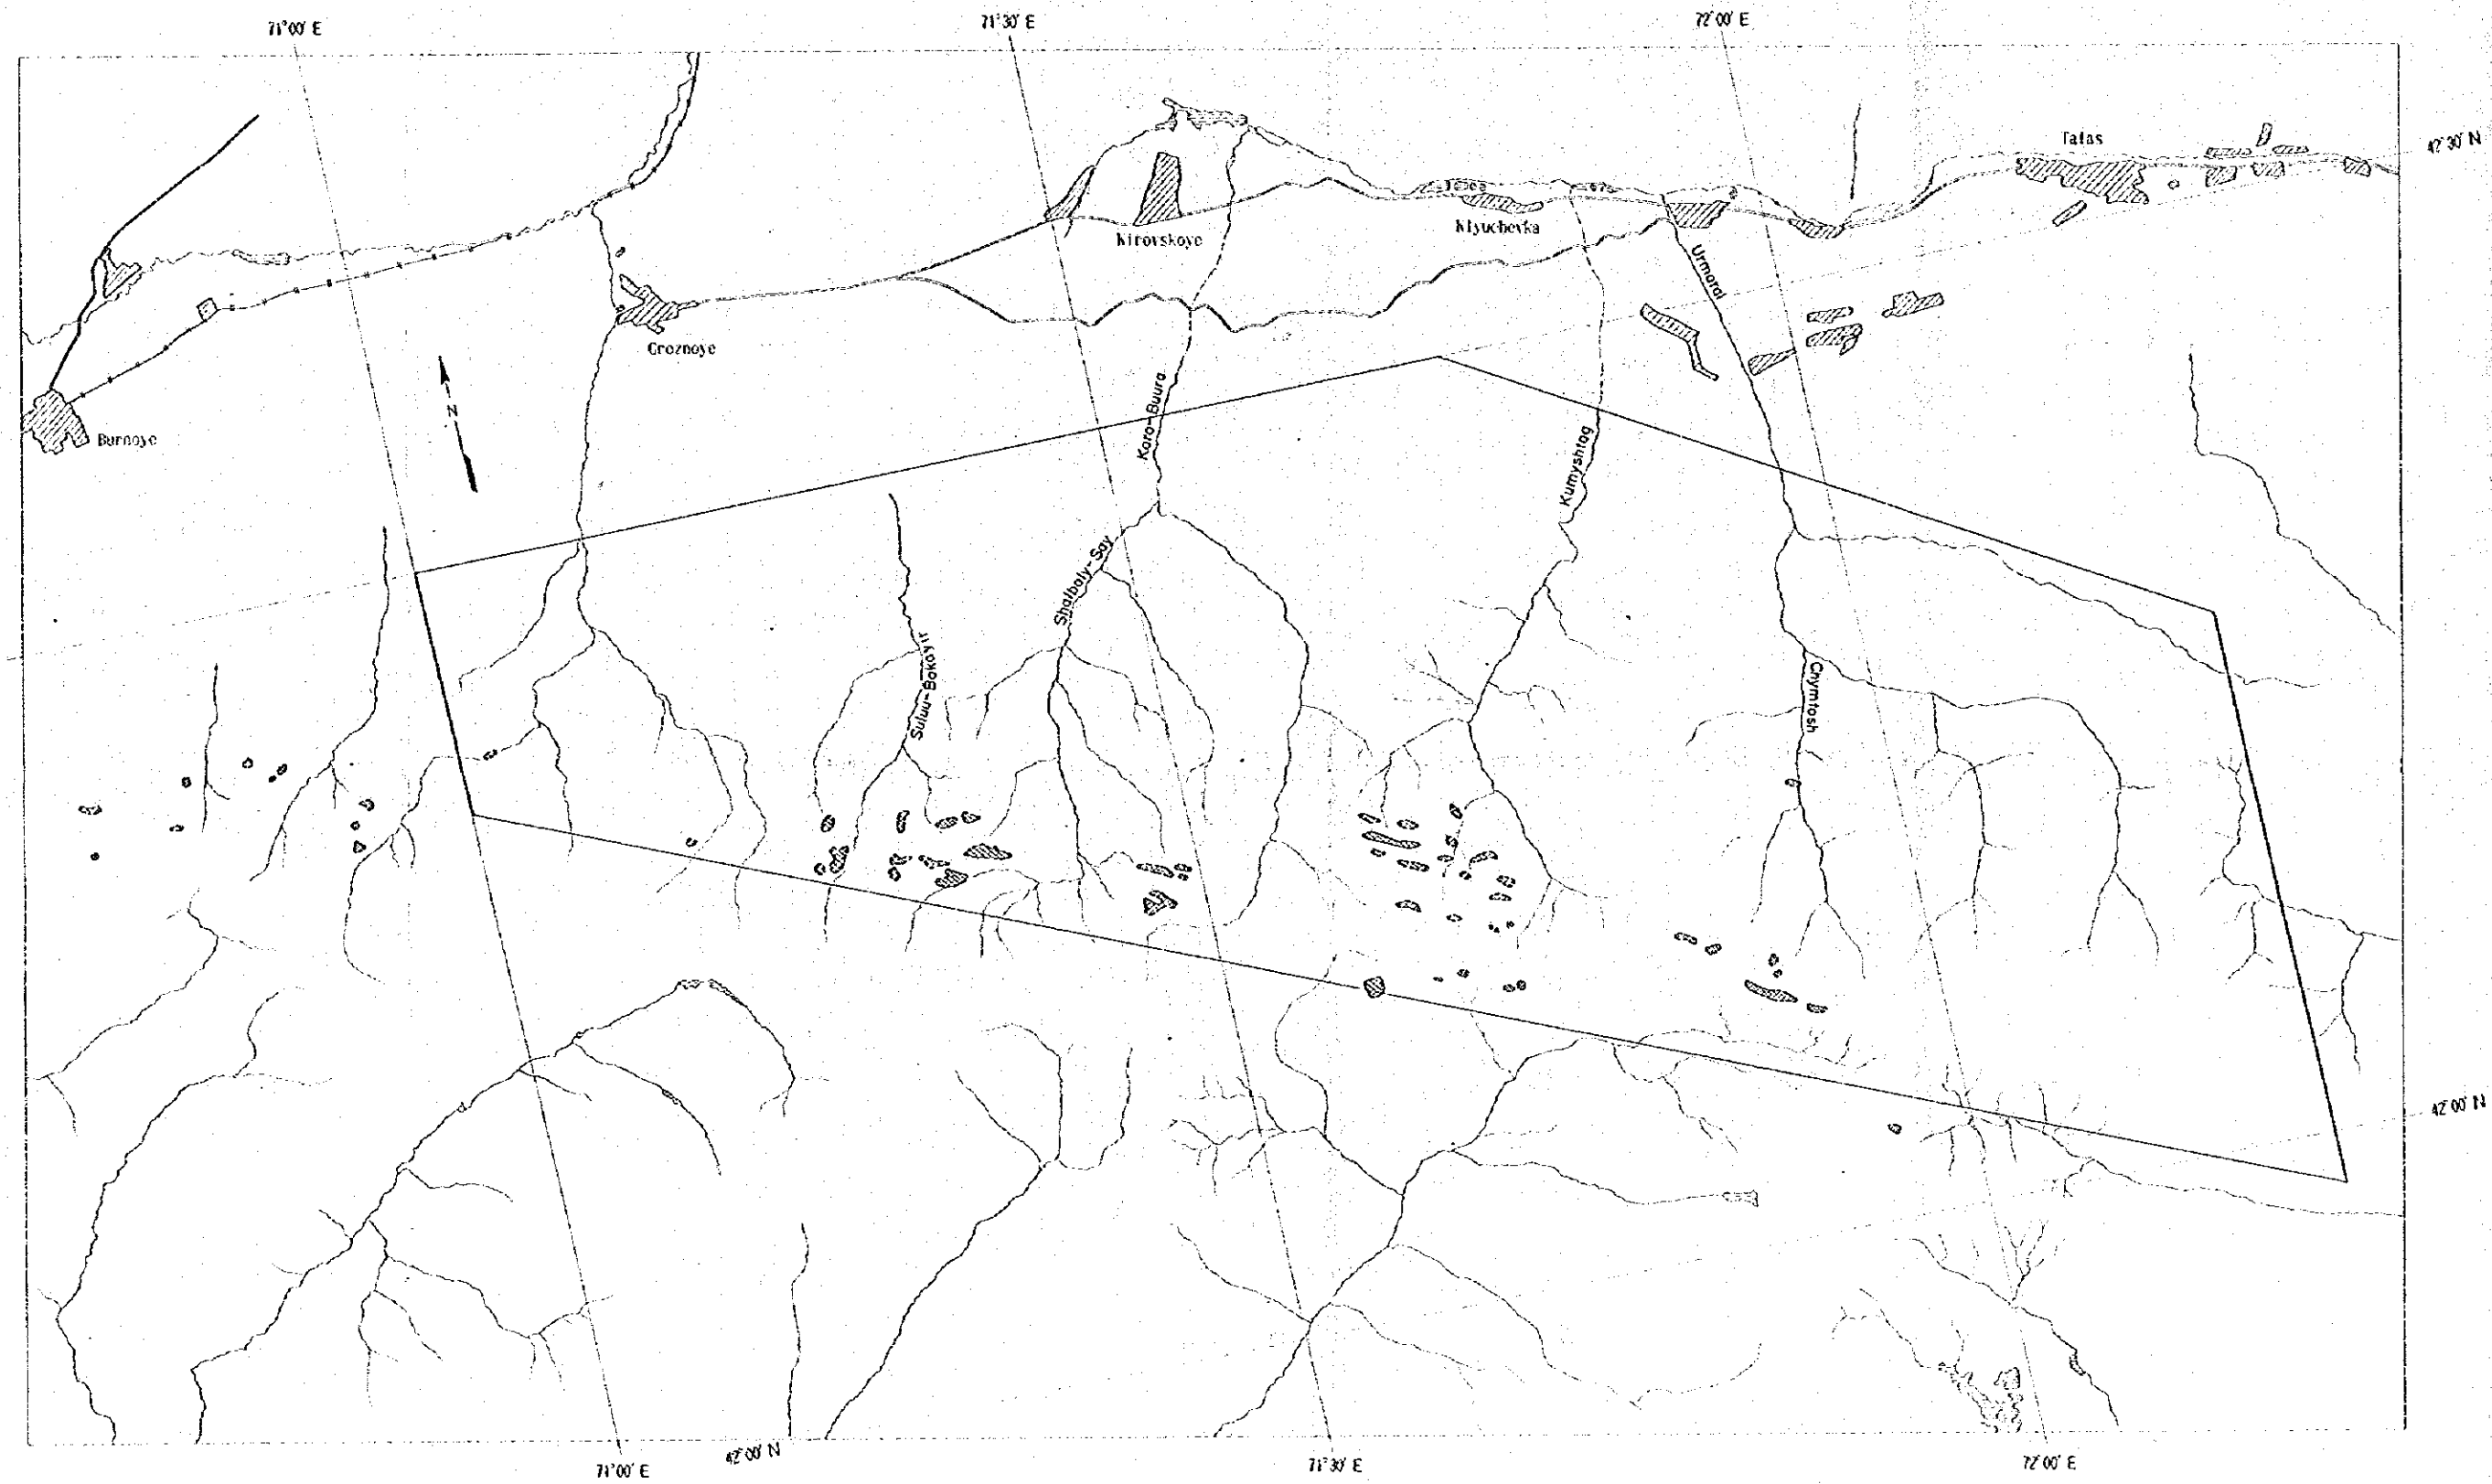 71°00' E
71°30' E
72°00' E
Talas
42°30' N
Kirovskoye
Klyuchevka
Urmaral
Groznoye
Kara-Buura
Burnoye
N
Kumyshtag
Shalbaly-Say
Suluu-Bakayir
Chymtash
42°00' N
42°00' N
71°00' E
71°30' E
72°00' E